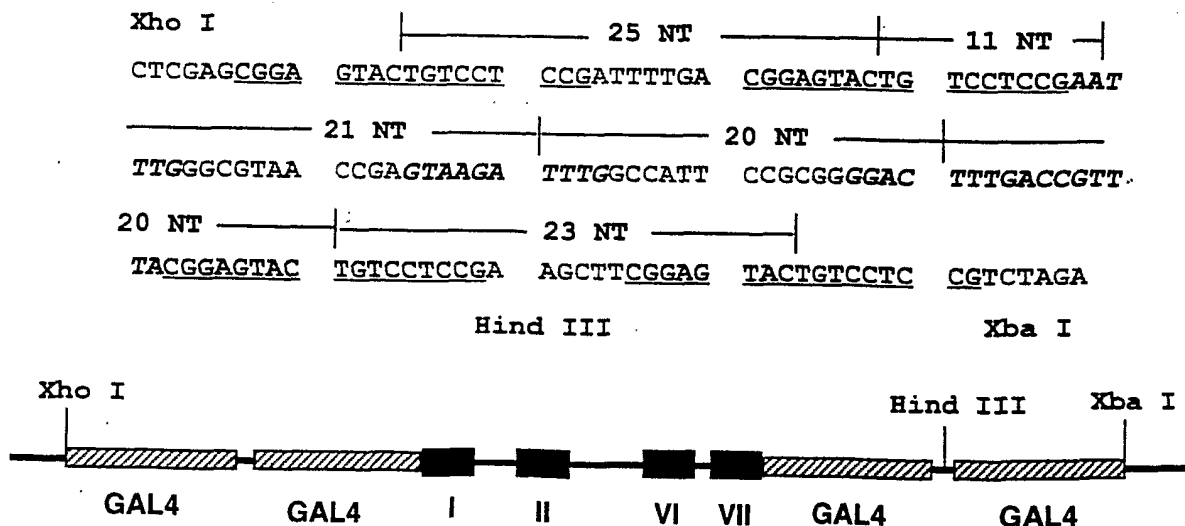 Xho I
25 NT 11 NT
CTCGAGCGGA GTACTGTCCT CCGATTTTGA CGGAGTACTG TCCTCCGAAT
21 NT 20 NT
TTGGGCGTAA CCGAGTAAGA TTTGGCCATT CCGCGGGGAC TTTGACCGTT
20 NT 23 NT
TACGGAGTAC TGTCCTCCGA AGCTTCGGAG TACTGTCCTC CGTCTAGA
Hind III Xba I
Xho I Hind III Xba I
GAL4 GAL4 I II VI VII GAL4 GAL4